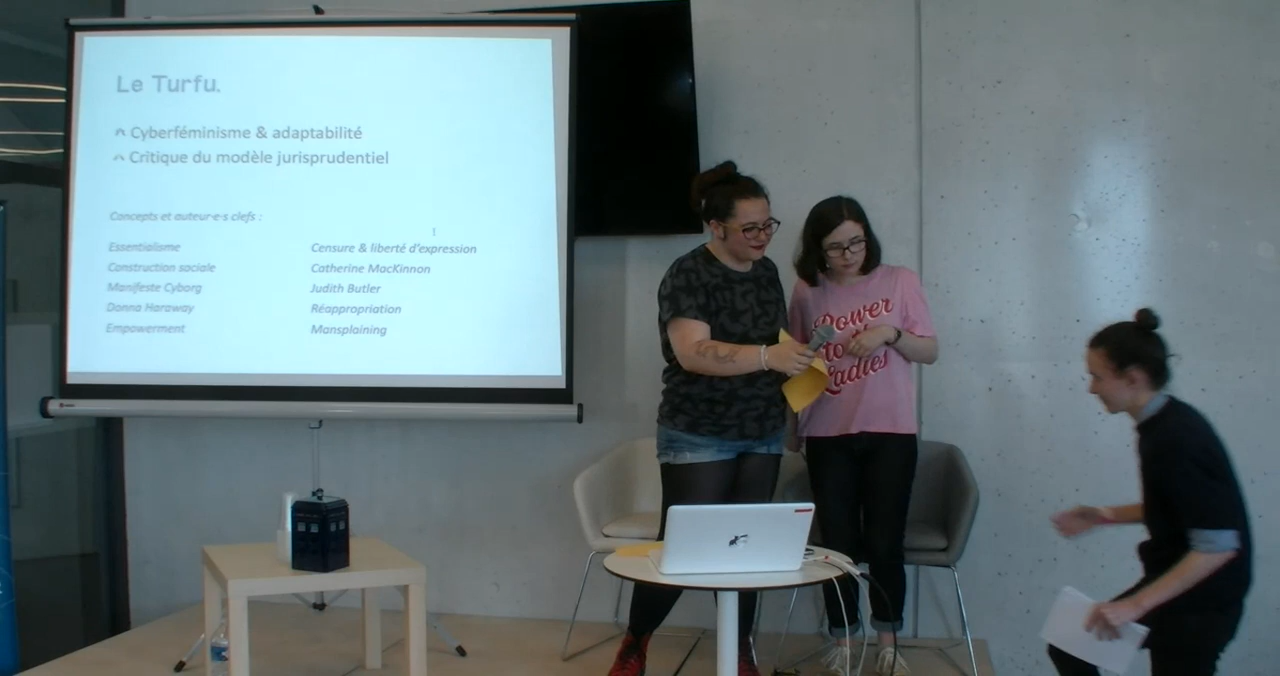 Le Turfu.
Cyberféminisme & adaptabilité
Critique du modèle jurisprudentiel
Concepts et auteur·e·s clefs :
Essentialisme
Construction sociale
Manifeste Cyborg
Donna Haraway
Empowerment
Censure & liberté d'expression
Catherine MacKinnon
Judith Butler
Réappropriation
Mansplaining
Power
to the
Ladies